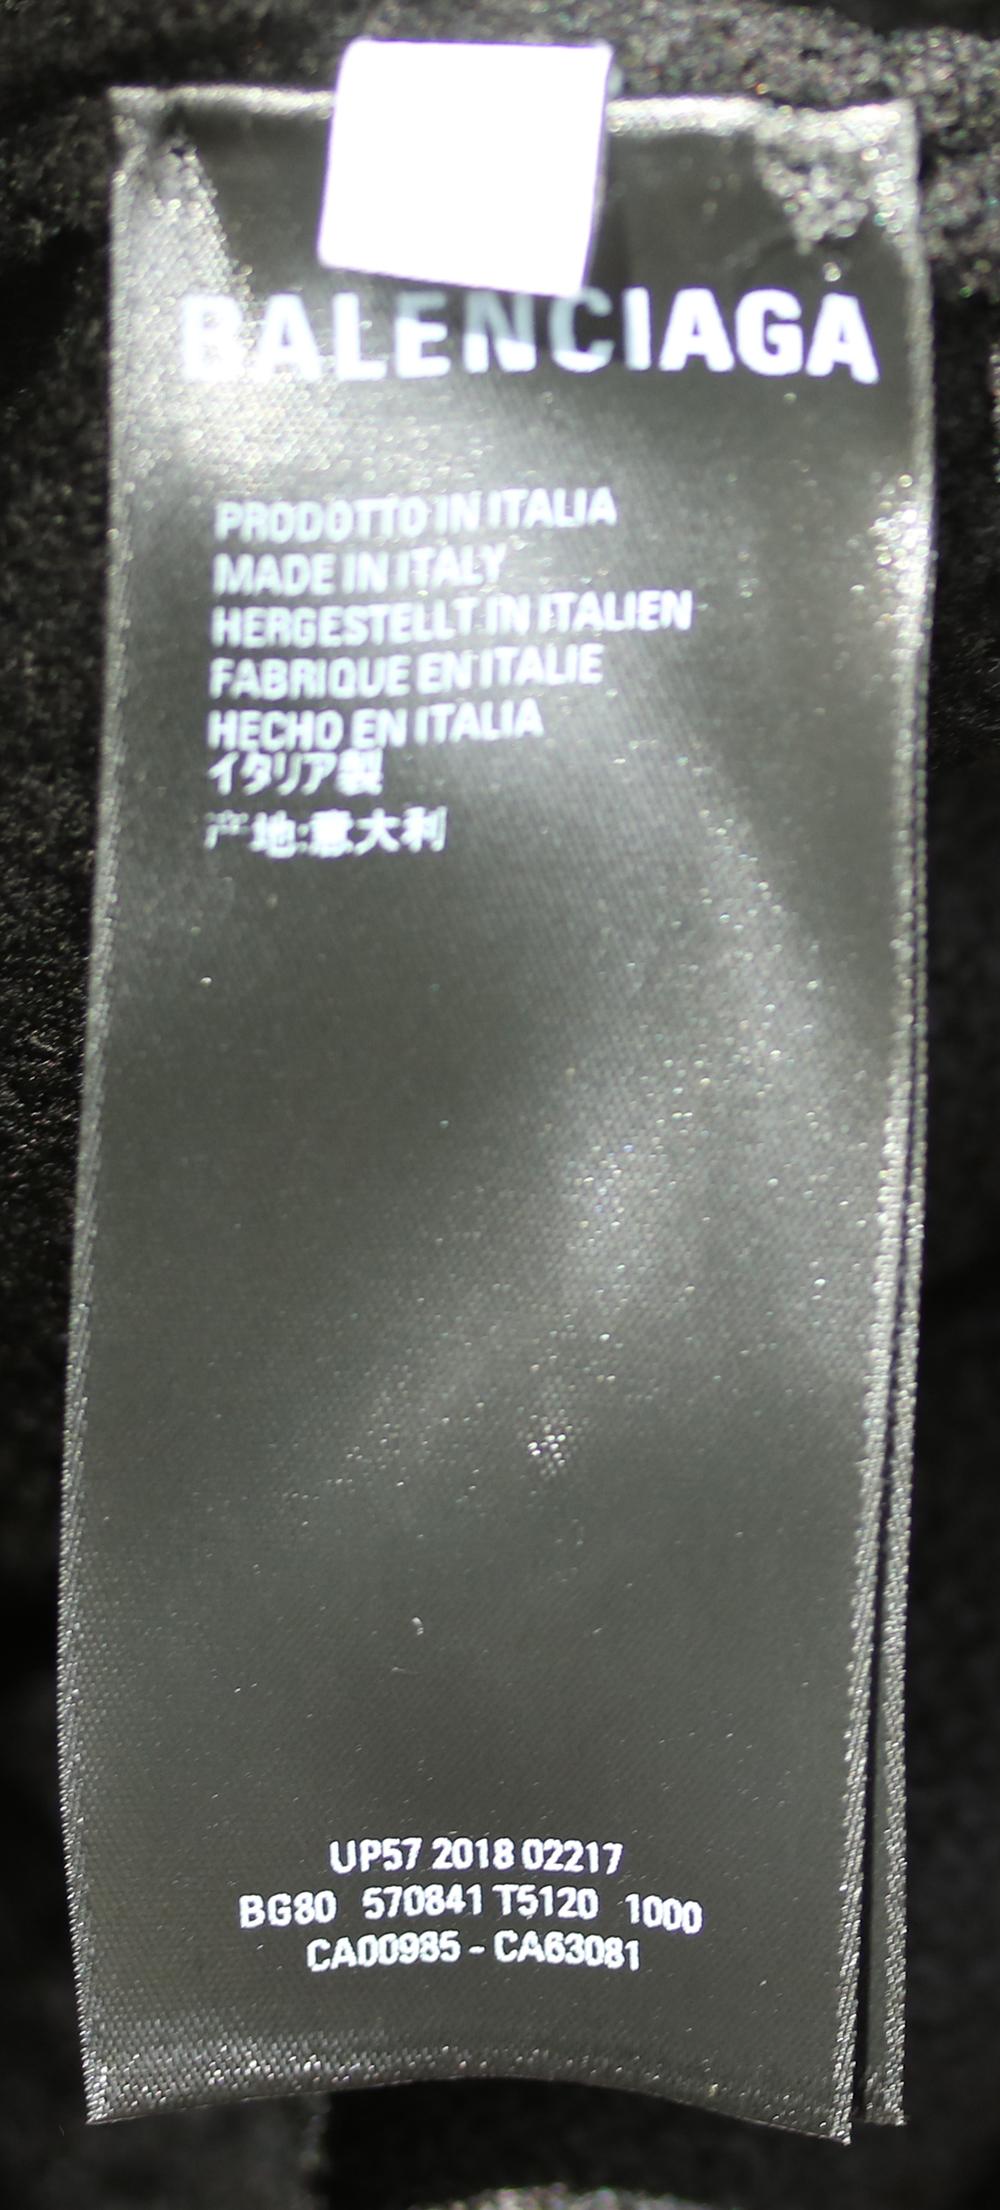 BALENCIAGA
PRODOTTO IN ITALIA
MADE IN ITALY
HERGESTELLT IN ITALIEN
FABRIQUE EN ITALIE
HECHO EN ITALIA
イタリア製
产地:意大利
UP57 2018 02217
BG80 570841 T5120 1000
CA00985 - CA63081